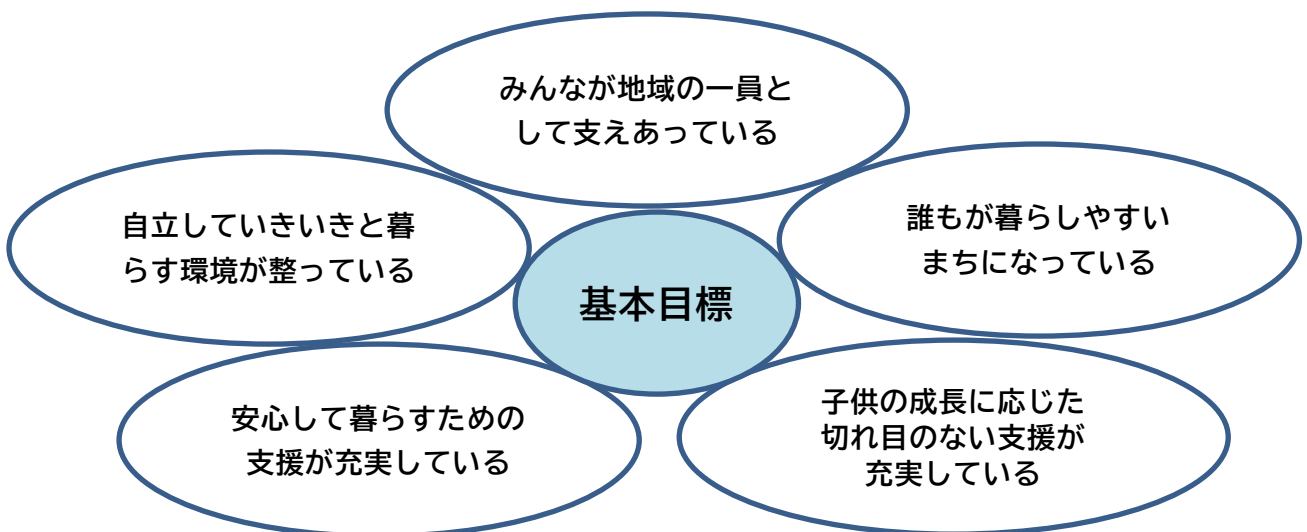 みんなが地域の一員と
して支えあっている
自立していきいきと暮
らす環境が整っている
誰もが暮らしやすい
まちになっている
基本目標
安心して暮らすための
支援が充実している
子供の成長に応じた
切れ目のない支援が
充実している